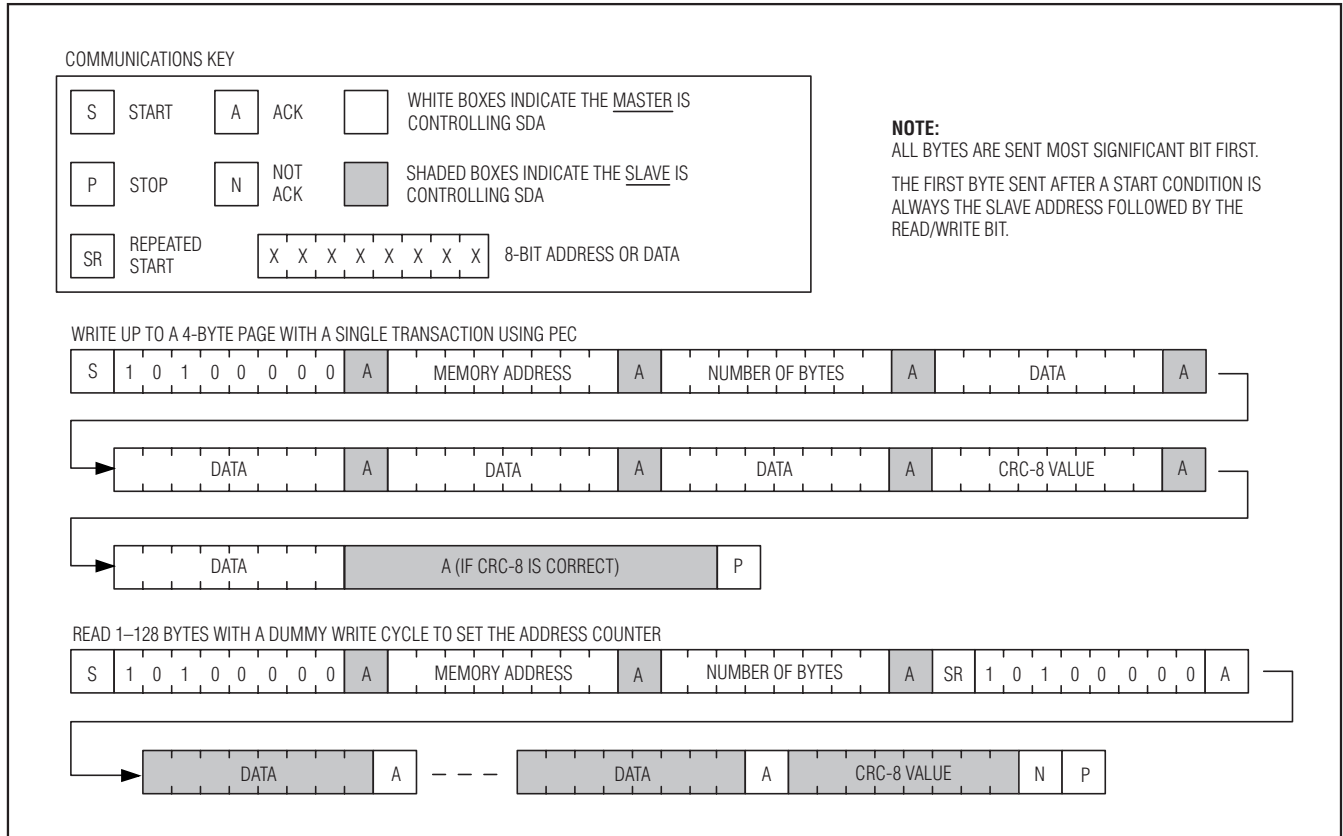 COMMUNICATIONS KEY
S START A ACK WHITE BOXES INDICATE THE MASTER IS
CONTROLLING SDA
P STOP N NOT
ACK SHADED BOXES INDICATE THE SLAVE IS
CONTROLLING SDA
SR REPEATED
START X X X X X X X X 8-BIT ADDRESS OR DATA
NOTE:
ALL BYTES ARE SENT MOST SIGNIFICANT BIT FIRST.
THE FIRST BYTE SENT AFTER A START CONDITION IS
ALWAYS THE SLAVE ADDRESS FOLLOWED BY THE
READ/WRITE BIT.
WRITE UP TO A 4-BYTE PAGE WITH A SINGLE TRANSACTION USING PEC
S 1 0 1 0 0 0 0 0 A MEMORY ADDRESS A NUMBER OF BYTES A DATA A
DATA A DATA A DATA A CRC-8 VALUE A
DATA A (IF CRC-8 IS CORRECT) P
READ 1–128 BYTES WITH A DUMMY WRITE CYCLE TO SET THE ADDRESS COUNTER
S 1 0 1 0 0 0 0 0 A MEMORY ADDRESS A NUMBER OF BYTES A SR 1 0 1 0 0 0 0 0 A
DATA A – – – DATA A CRC-8 VALUE N P